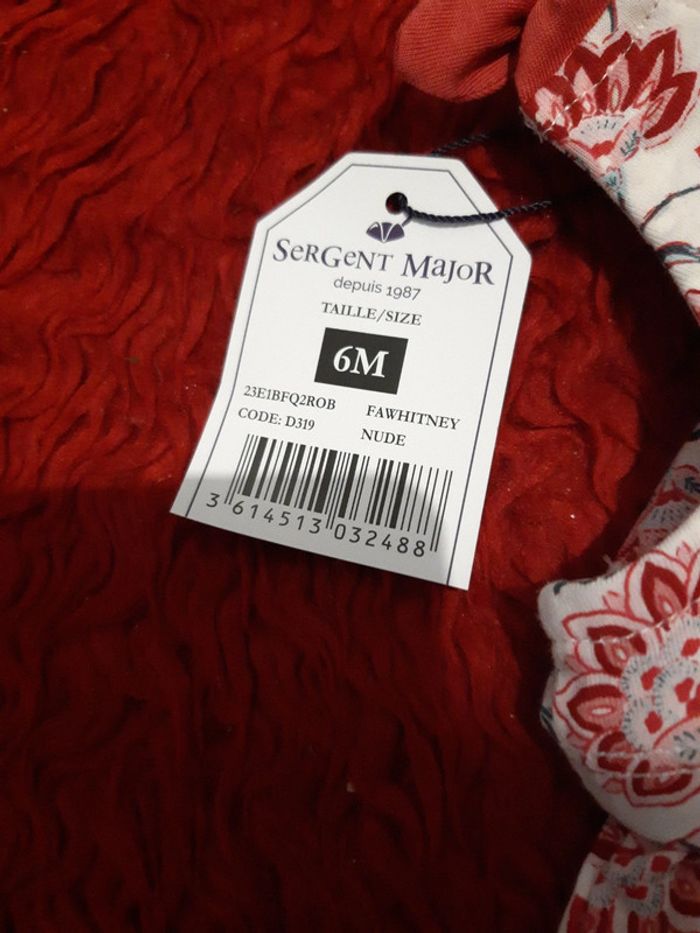 SeRGeNT MaJoR
depuis 1987
TAILLE/SIZE
6M
23E1BFQ2ROB FAWHITNEY
CODE: D319 NUDE
3 614513 032488